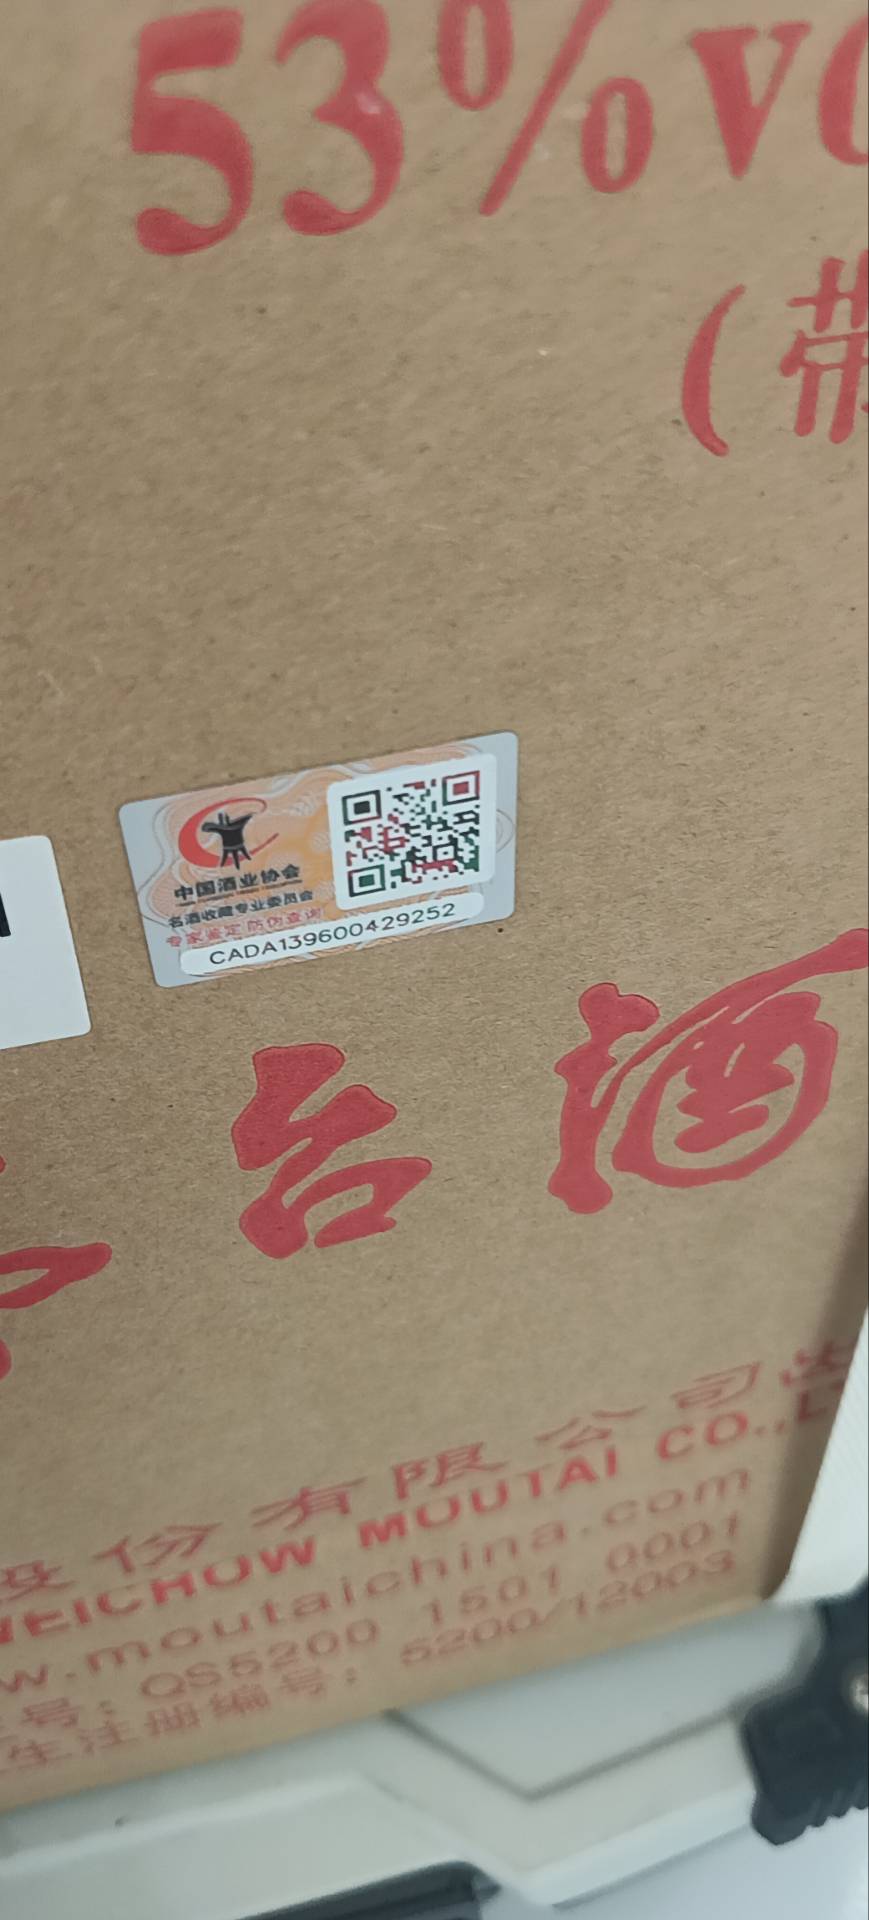 53%V
(带
中国酒业协会
名酒收藏专业委员会
专家鉴定 防伪查询
CADA139600429252
台酒
股份有限公司出
WEICHOW MOUTAI CO.,L
w.moutaichina.com
号: QS5200 1501 0001
生注册编号: 5200/12003